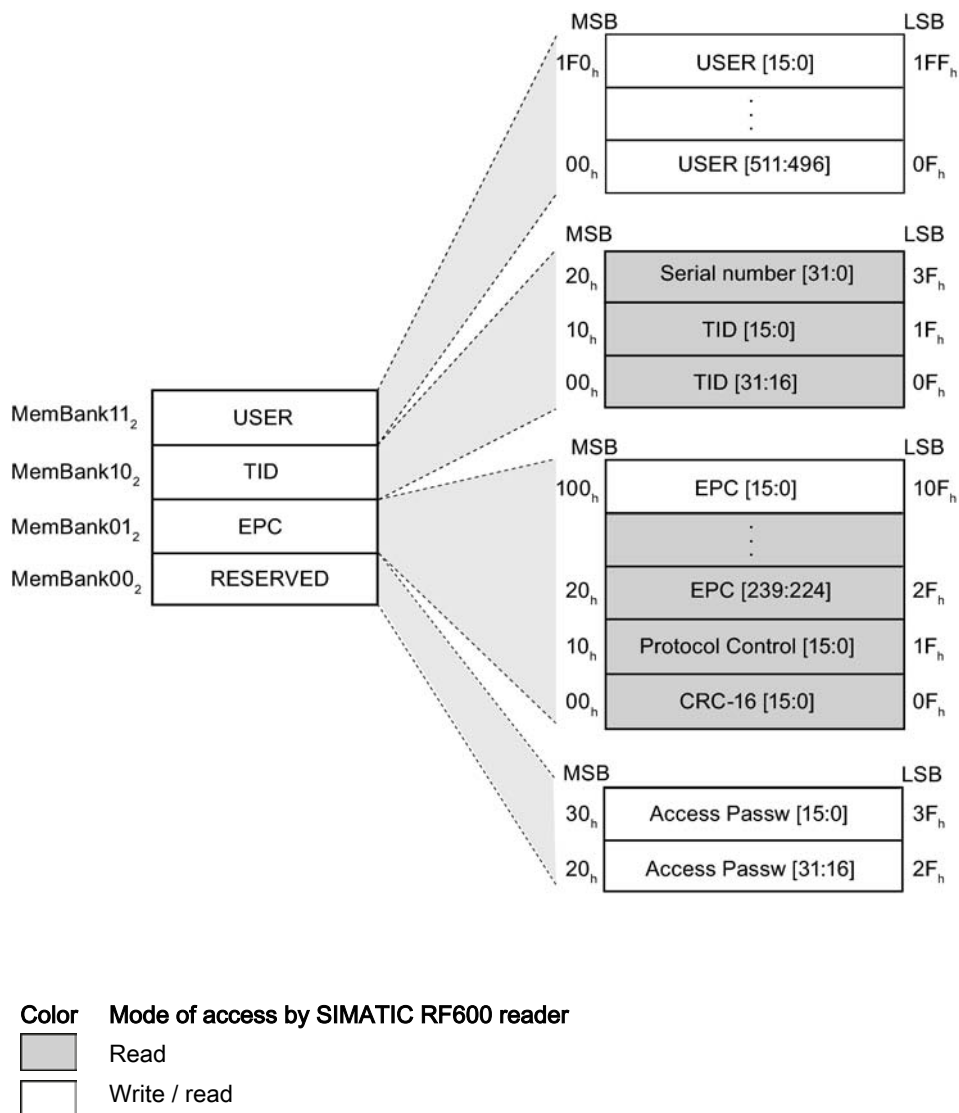 MSB LSB
1F0h USER [15:0] 1FFh
00h USER [511:496] 0Fh
MSB LSB
20h Serial number [31:0] 3Fh
10h TID [15:0] 1Fh
00h TID [31:16] 0Fh
MemBank112 USER
MemBank102 TID
MemBank012 EPC
MemBank002 RESERVED
MSB LSB
100h EPC [15:0] 10Fh
20h EPC [239:224] 2Fh
10h Protocol Control [15:0] 1Fh
00h CRC-16 [15:0] 0Fh
MSB LSB
30h Access Passw [15:0] 3Fh
20h Access Passw [31:16] 2Fh
Color Mode of access by SIMATIC RF600 reader
Read
Write / read